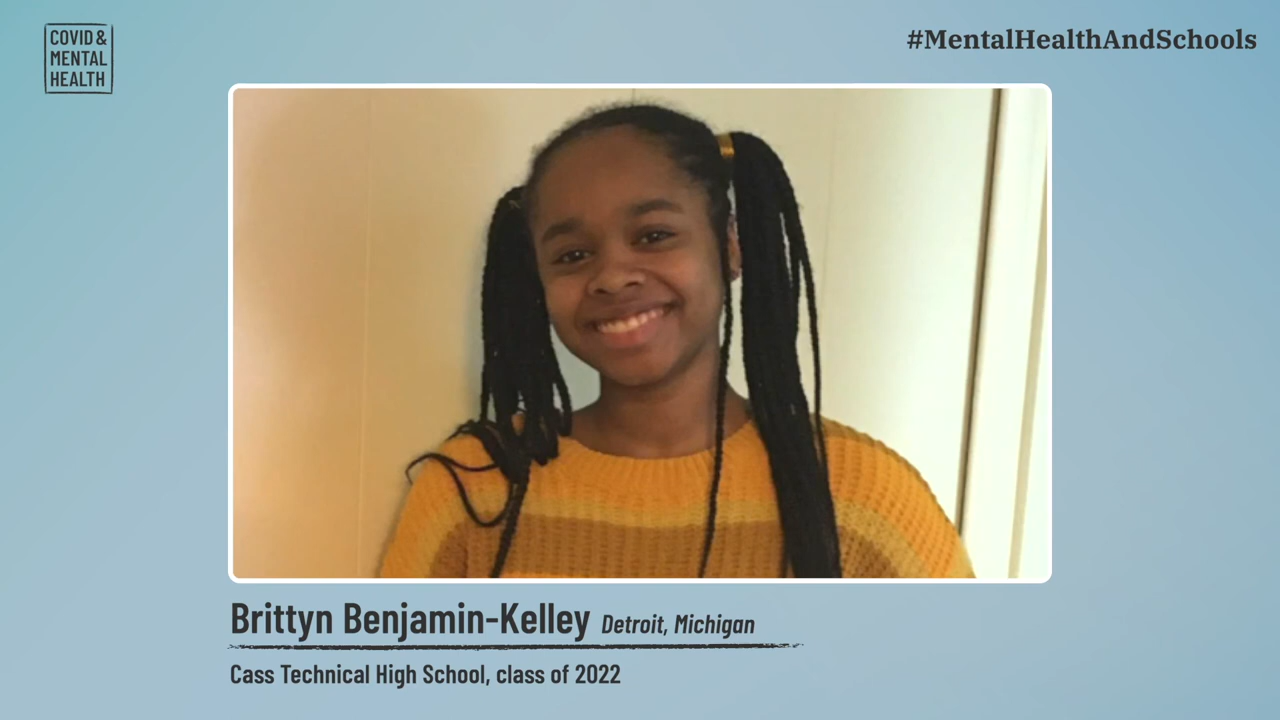 COVID &
MENTAL
HEALTH
#MentalHealthAndSchools
Brittyn Benjamin-Kelley Detroit, Michigan
Cass Technical High School, class of 2022